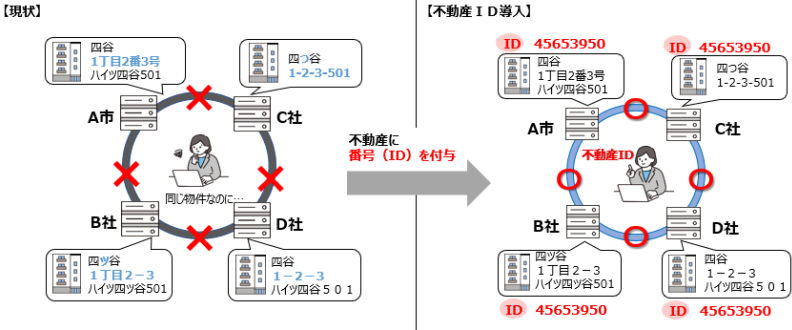 【現状】
四谷
1丁目2番3号
ハイツ四谷501
四つ谷
1-2-3-501
A市
C社
同じ物件なのに…
B社
D社
四ツ谷
１丁目２－３
ハイツ四ツ谷501
四谷
１－２－３
ハイツ四谷５０１
不動産に
番号（ID）を付与
【不動産ＩＤ導入】
ID 45653950
ID 45653950
四谷
1丁目2番3号
ハイツ四谷501
四つ谷
1-2-3-501
A市
C社
不動産ID
B社
D社
四ツ谷
１丁目２－３
ハイツ四ツ谷501
四谷
１－２－３
ハイツ四谷５０１
ID 45653950
ID 45653950